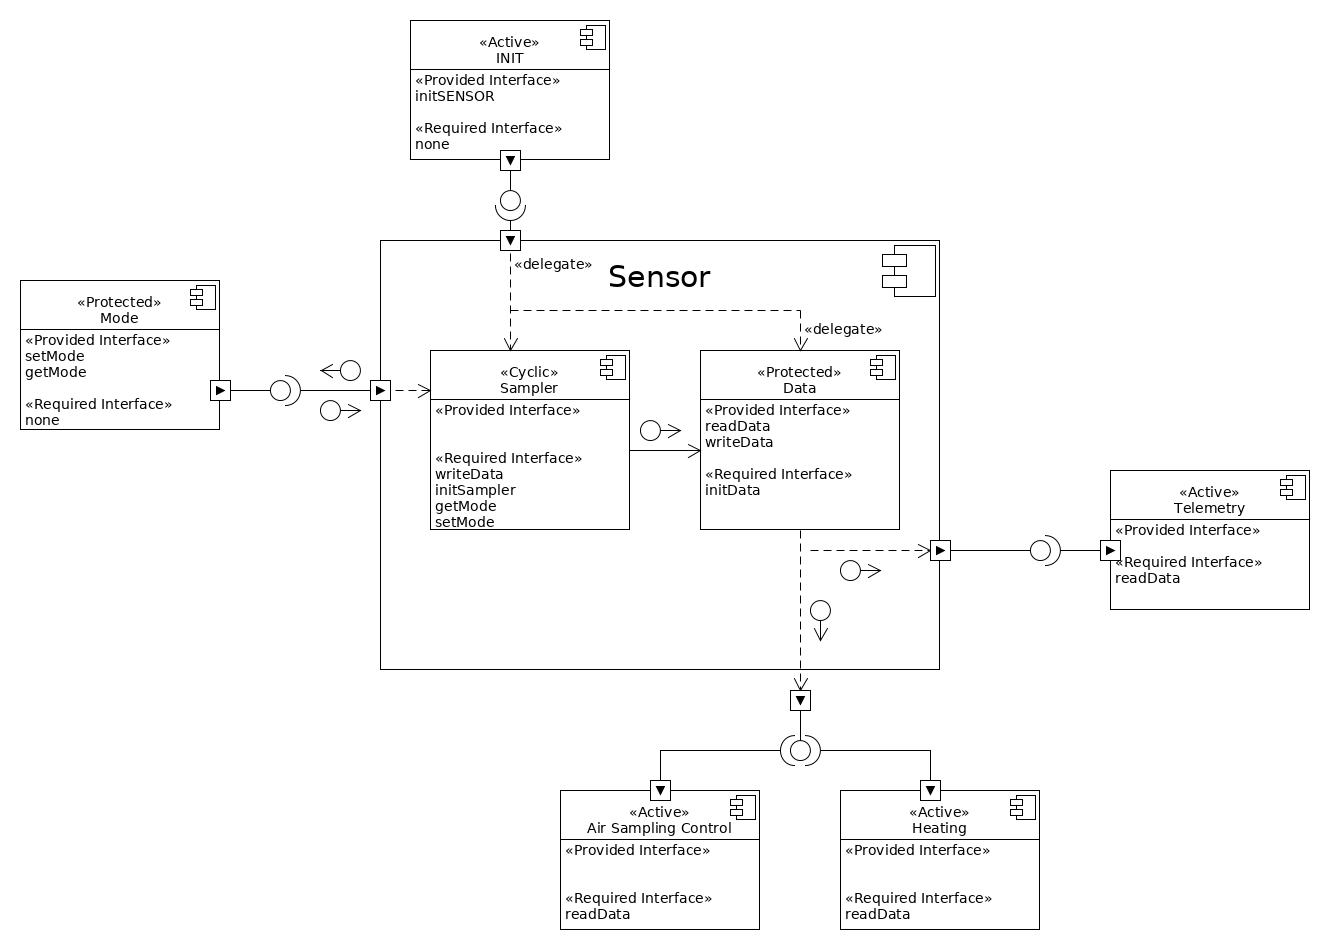 «Active»
INIT
«Provided Interface»
initSENSOR
«Required Interface»
none
«delegate»
Sensor
«Protected»
Mode
«Provided Interface»
setMode
getMode
«Required Interface»
none
«delegate»
«Cyclic»
Sampler
«Provided Interface»
«Required Interface»
writeData
initSampler
getMode
setMode
«Protected»
Data
«Provided Interface»
readData
writeData
«Required Interface»
initData
«Active»
Telemetry
«Provided Interface»
«Required Interface»
readData
«Active»
Air Sampling Control
«Provided Interface»
«Required Interface»
readData
«Active»
Heating
«Provided Interface»
«Required Interface»
readData